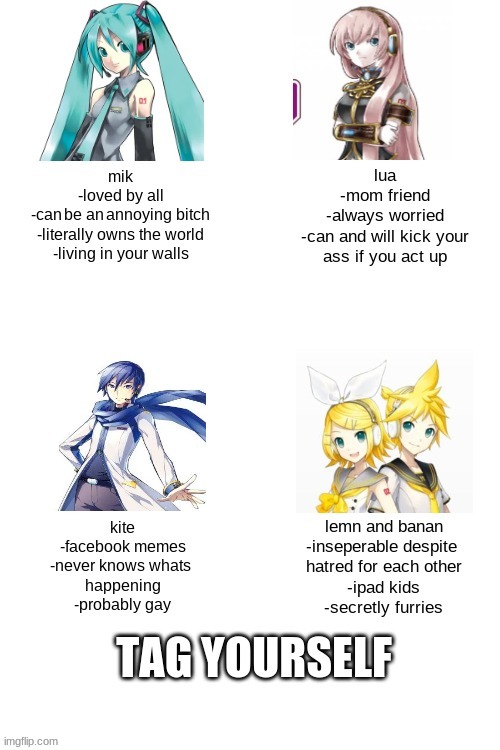 mik
-loved by all
-can be an annoying bitch
-literally owns the world
-living in your walls
lua
-mom friend
-always worried
-can and will kick your
ass if you act up
kite
-facebook memes
-never knows whats
happening
-probably gay
lemn and banan
-inseperable despite
hatred for each other
-ipad kids
-secretly furries
TAG YOURSELF
imgflip.com